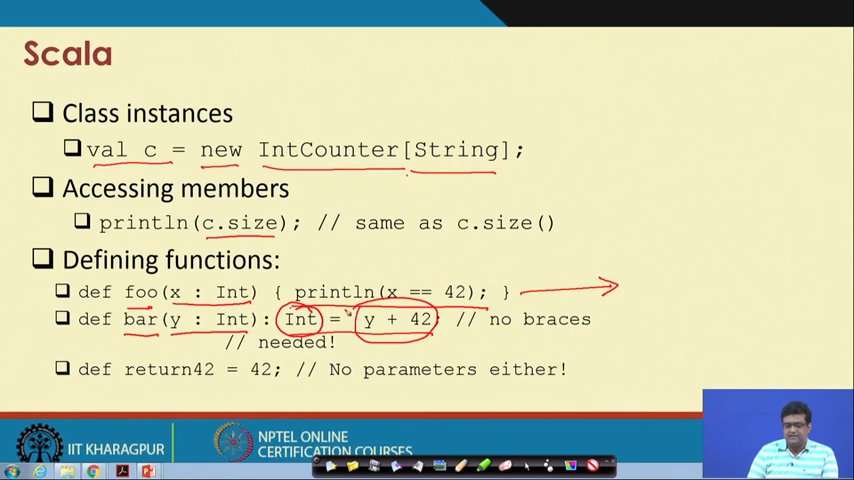 Scala
❑ Class instances
❑ val c = new IntCounter[String];
❑ Accessing members
❑ println(c.size); // same as c.size()
❑ Defining functions:
❑ def foo(x : Int) { println(x == 42); }
❑ def bar(y : Int): Int = y + 42; // no braces
// needed!
❑ def return42 = 42; // No parameters either!
IIT KHARAGPUR
NPTEL ONLINE
CERTIFICATION COURSES